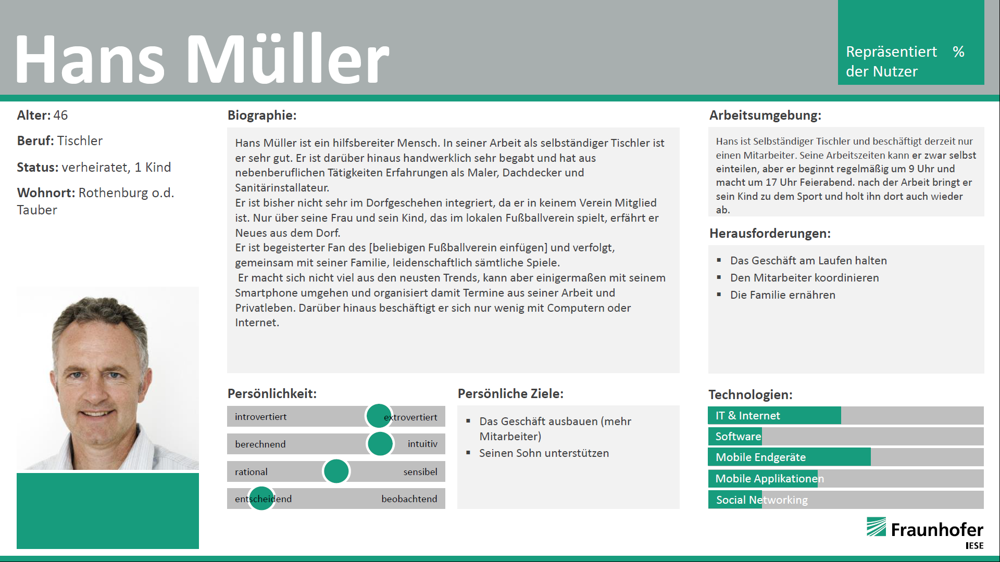 Hans Müller
Repräsentiert %
der Nutzer
Alter: 46
Beruf: Tischler
Status: verheiratet, 1 Kind
Wohnort: Rothenburg o.d.
Tauber
Biographie:
Hans Müller ist ein hilfsbereiter Mensch. In seiner Arbeit als selbständiger Tischler ist
er sehr gut. Er ist darüber hinaus handwerklich sehr begabt und hat aus
nebenberuflichen Tätigkeiten Erfahrungen als Maler, Dachdecker und
Sanitärinstallateur.
Er ist bisher nicht sehr im Dorfgeschehen integriert, da er in keinem Verein Mitglied
ist. Nur über seine Frau und sein Kind, das im lokalen Fußballverein spielt, erfährt er
Neues aus dem Dorf.
Er ist begeisterter Fan des [beliebigen Fußballverein einfügen] und verfolgt,
gemeinsam mit seiner Familie, leidenschaftlich sämtliche Spiele.
Er macht sich nicht viel aus den neusten Trends, kann aber einigermaßen mit seinem
Smartphone umgehen und organisiert damit Termine aus seiner Arbeit und
Privatleben. Darüber hinaus beschäftigt er sich nur wenig mit Computern oder
Internet.
Arbeitsumgebung:
Hans ist Selbständiger Tischler und beschäftigt derzeit nur
einen Mitarbeiter. Seine Arbeitszeiten kann er zwar selbst
einteilen, aber er beginnt regelmäßig um 9 Uhr und
macht um 17 Uhr Feierabend. nach der Arbeit bringt er
sein Kind zu dem Sport und holt ihn dort auch wieder
ab.
Herausforderungen:
▪ Das Geschäft am Laufen halten
▪ Den Mitarbeiter koordinieren
▪ Die Familie ernähren
Persönlichkeit:
introvertiert extrovertiert
berechnend intuitiv
rational sensibel
entscheidend beobachtend
Persönliche Ziele:
▪ Das Geschäft ausbauen (mehr
Mitarbeiter)
▪ Seinen Sohn unterstützen
Technologien:
IT & Internet
Software
Mobile Endgeräte
Mobile Applikationen
Social Networking
Fraunhofer
IESE